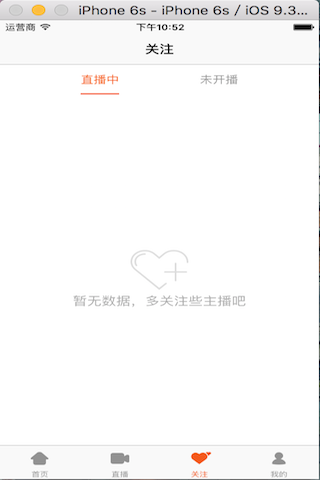 iPhone 6s - iPhone 6s / iOS 9.3...
运营商 下午10:52
关注
直播中 未开播
暂无数据，多关注些主播吧
首页 直播 关注 我的